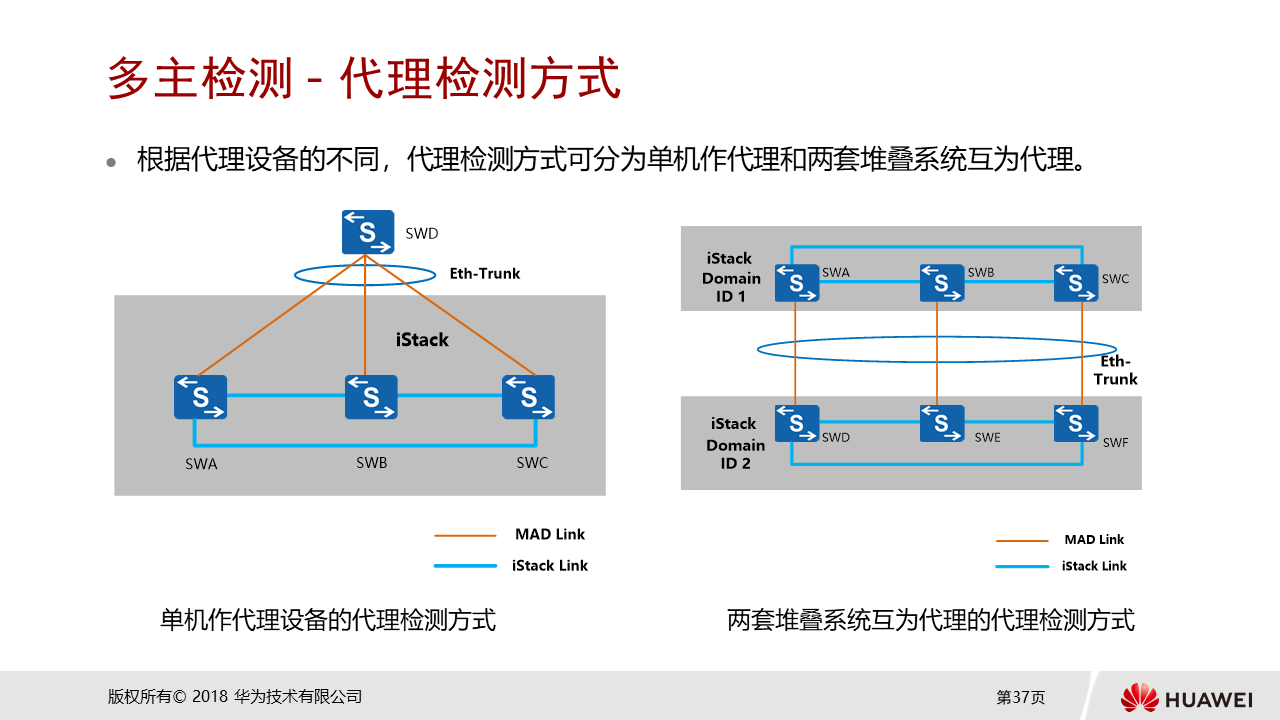 多主检测 - 代理检测方式
● 根据代理设备的不同，代理检测方式可分为单机作代理和两套堆叠系统互为代理。
S
SWD
Eth-Trunk
iStack
S
S
S
SWA
SWB
SWC
MAD Link
iStack Link
单机作代理设备的代理检测方式
iStack
Domain
ID 1
S
SWA
S
SWB
S
SWC
Eth-
Trunk
iStack
Domain
ID 2
S
SWD
S
SWE
S
SWF
MAD Link
iStack Link
两套堆叠系统互为代理的代理检测方式
版权所有© 2018 华为技术有限公司
第37页
HUAWEI